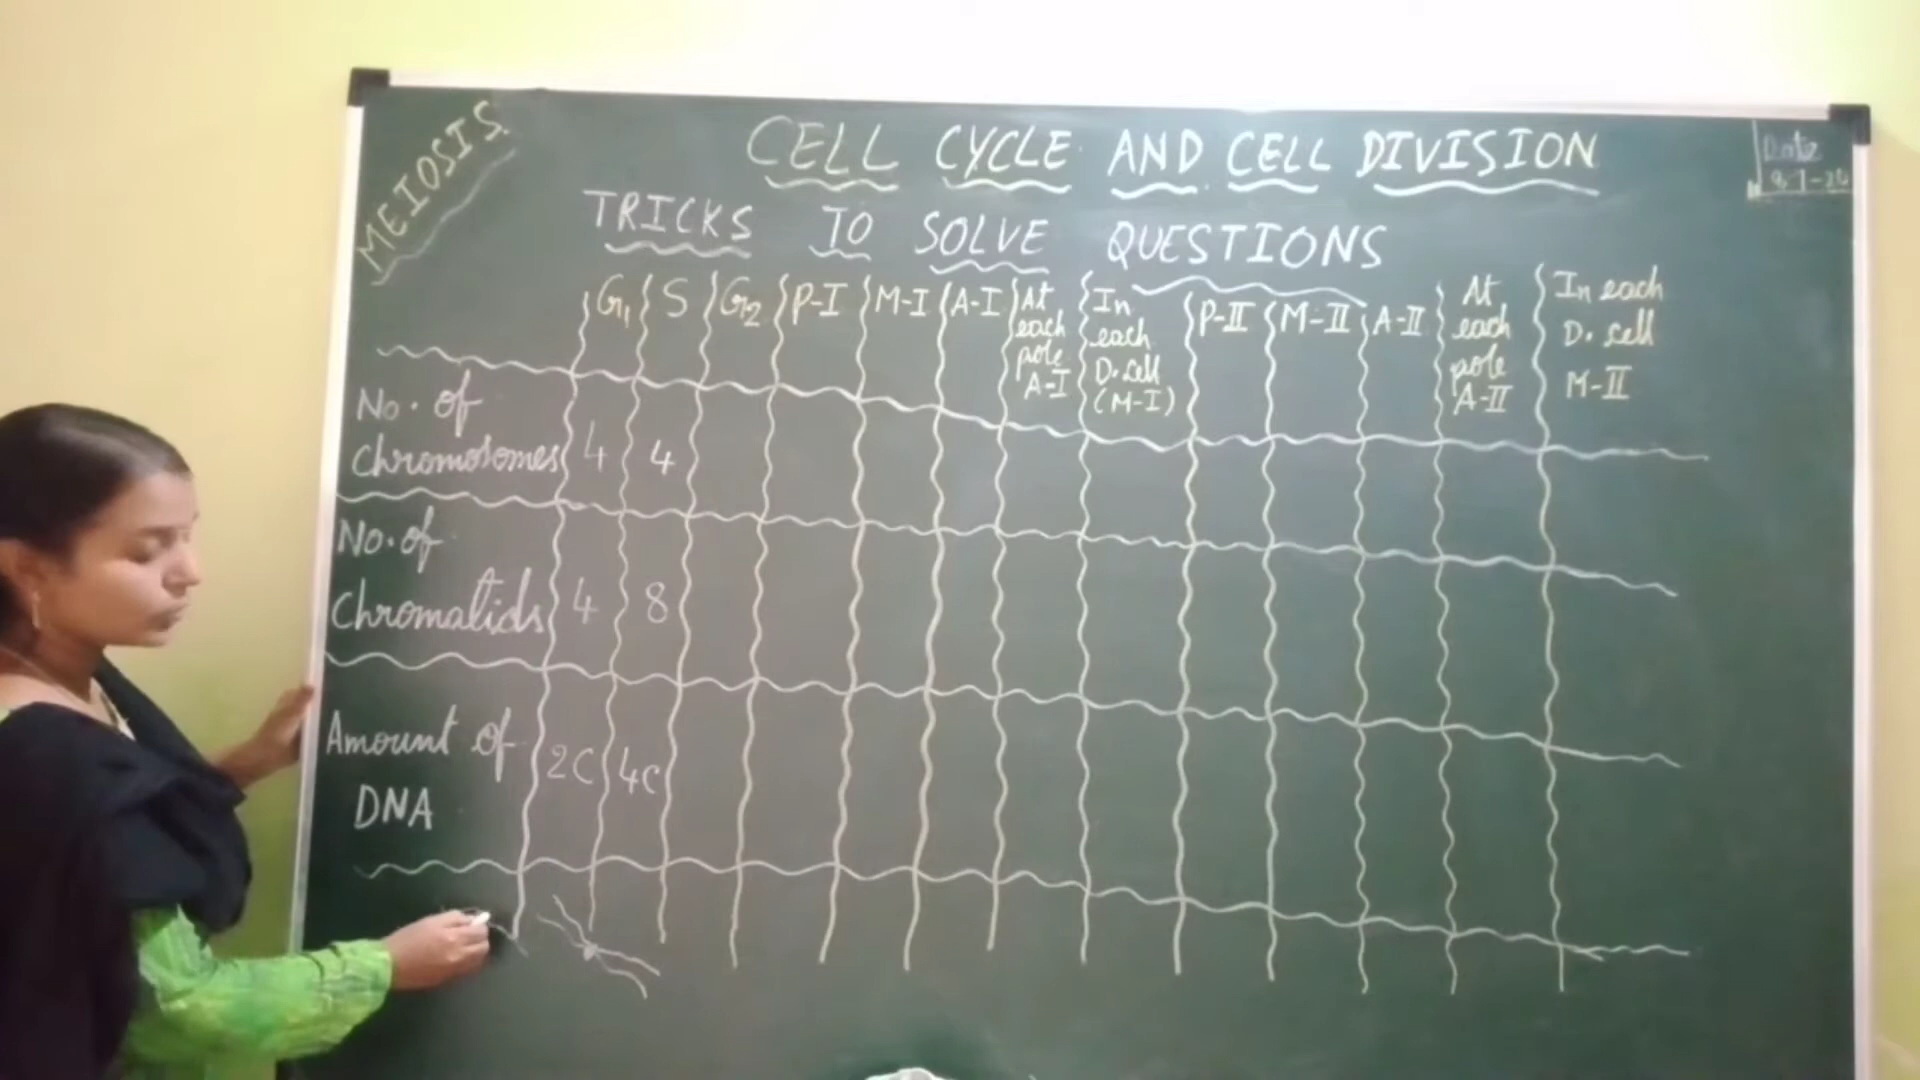 MEIOSIS
CELL CYCLE AND CELL DIVISION
Date
TRICKS TO SOLVE QUESTIONS
G1 S G2 P-I M-I A-I At each pole A-I In each D. cell (M-I) P-II M-II A-II At each pole A-II In each D. cell M-II
No. of
Chromosomes 4 4
No. of
Chromatids 4 8
Amount of
DNA 2C 4C